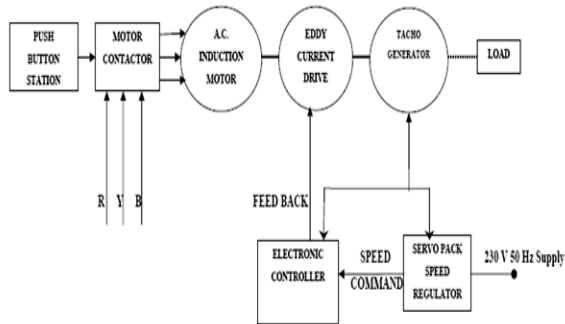 PUSH
BUTTON
STATION
MOTOR
CONTACTOR
A.C.
INDUCTION
MOTOR
EDDY
CURRENT
DRIVE
TACHO
GENERATOR
LOAD
R Y B
FEED BACK
ELECTRONIC
CONTROLLER
SPEED
COMMAND
SERVO PACK
SPEED
REGULATOR
230 V 50 Hz Supply